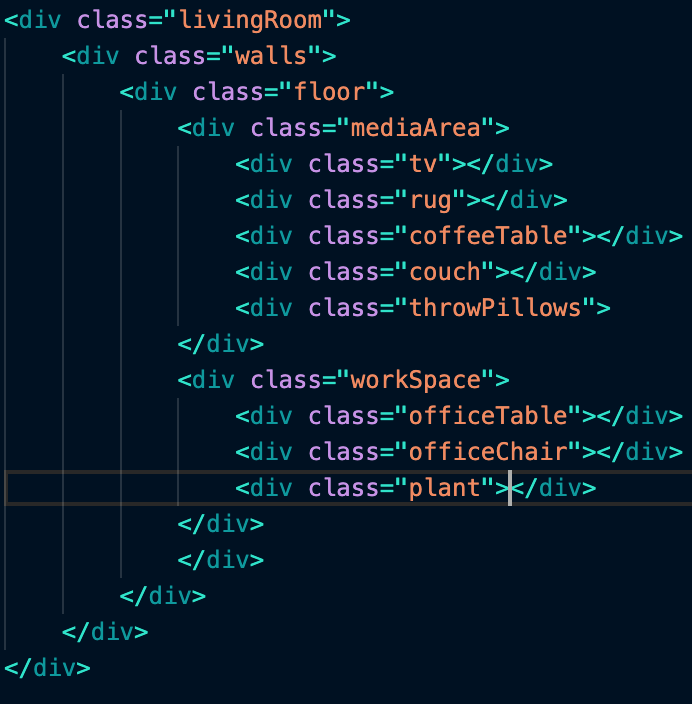 <div class="livingRoom">
    <div class="walls">
        <div class="floor">
            <div class="mediaArea">
                <div class="tv"></div>
                <div class="rug"></div>
                <div class="coffeeTable"></div>
                <div class="couch"></div>
                <div class="throwPillows">
            </div>
            <div class="workSpace">
                <div class="officeTable"></div>
                <div class="officeChair"></div>
                <div class="plant"></div>
            </div>
            </div>
        </div>
    </div>
</div>